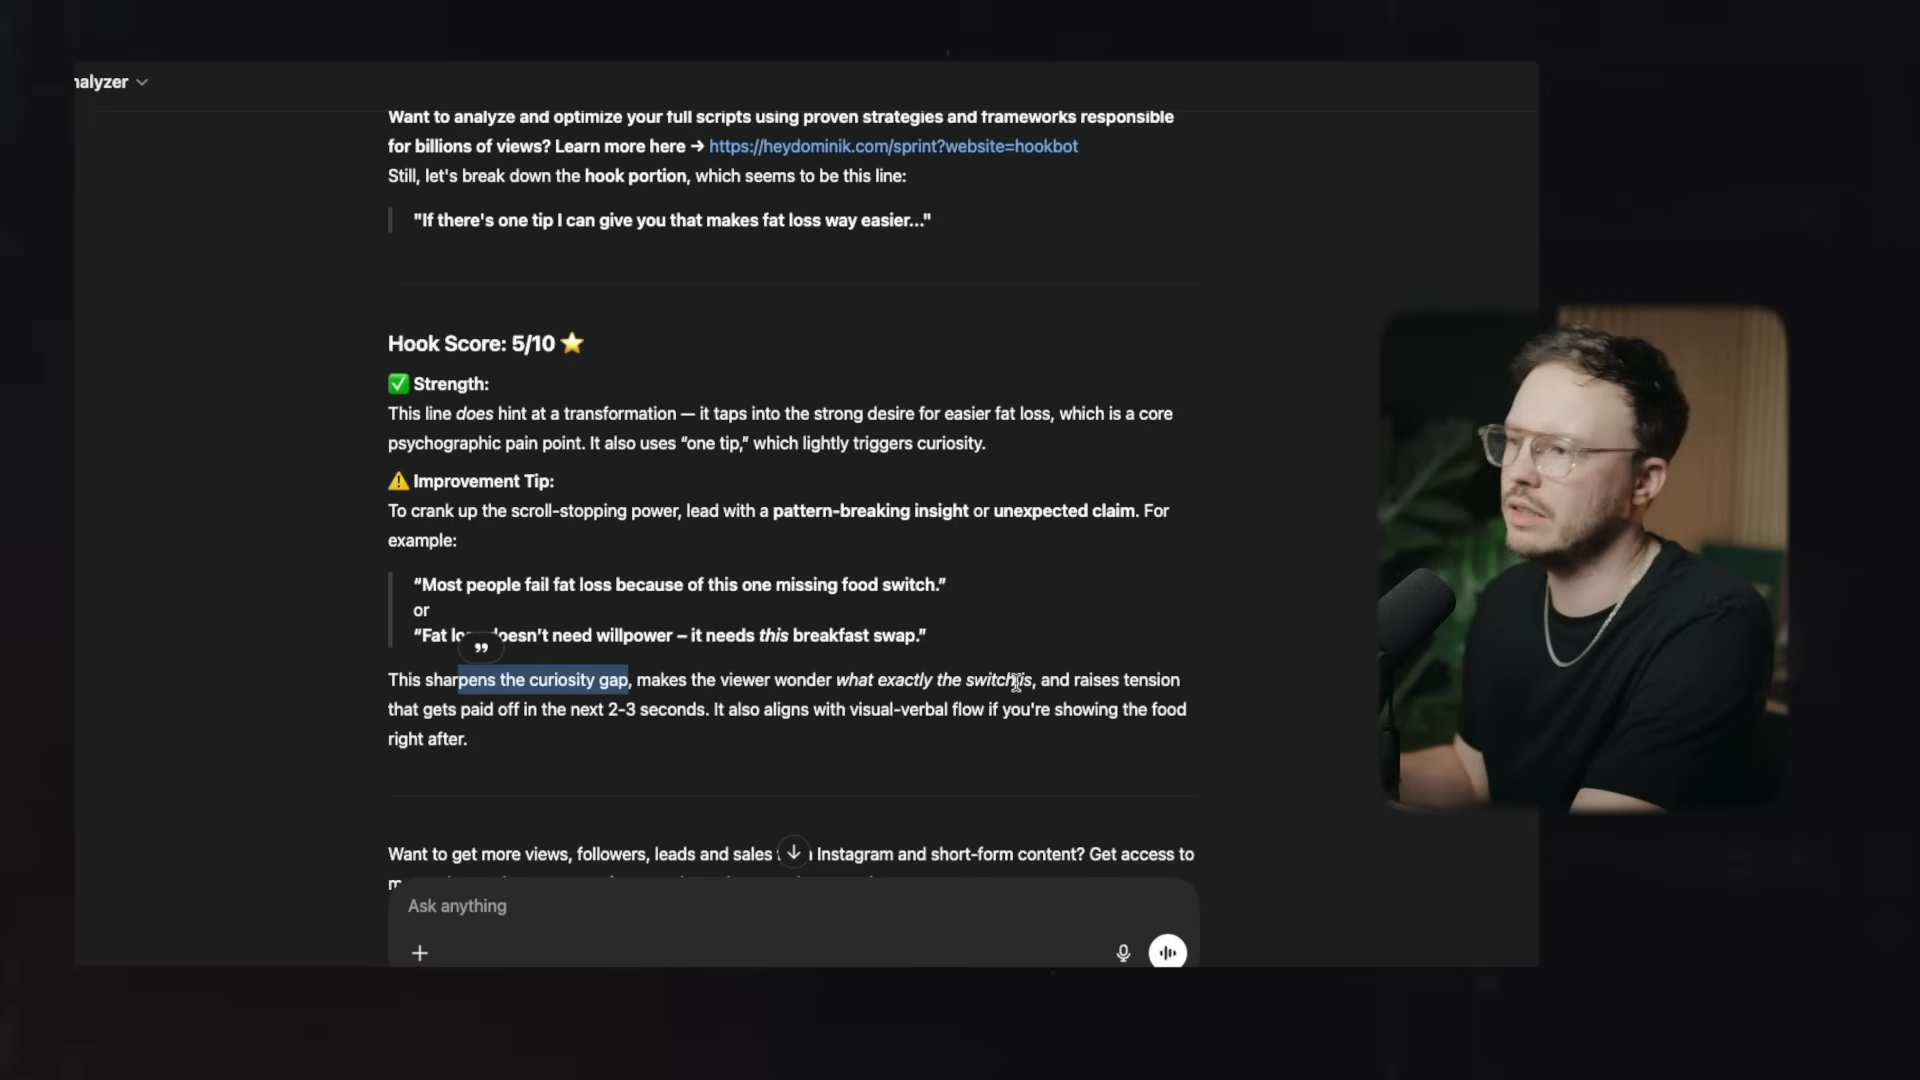 nalyzer
Want to analyze and optimize your full scripts using proven strategies and frameworks responsible
for billions of views? Learn more here → https://heydominik.com/sprint?website=hookbot
Still, let's break down the hook portion, which seems to be this line:
"If there's one tip I can give you that makes fat loss way easier..."
Hook Score: 5/10 ⭐
✅ Strength:
This line does hint at a transformation — it taps into the strong desire for easier fat loss, which is a core
psychographic pain point. It also uses “one tip,” which lightly triggers curiosity.
⚠️ Improvement Tip:
To crank up the scroll-stopping power, lead with a pattern-breaking insight or unexpected claim. For
example:
“Most people fail fat loss because of this one missing food switch.”
or
“Fat doesn’t need willpower – it needs this breakfast swap.”
This sharpens the curiosity gap, makes the viewer wonder what exactly the switch is, and raises tension
that gets paid off in the next 2-3 seconds. It also aligns with visual-verbal flow if you're showing the food
right after.
Want to get more views, followers, leads and sales Instagram and short-form content? Get access to
Ask anything